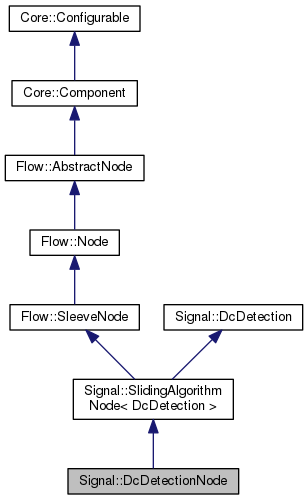 Core::Configurable
Core::Component
Flow::AbstractNode
Flow::Node
Flow::SleeveNode
Signal::DcDetection
Signal::SlidingAlgorithm
Node< DcDetection >
Signal::DcDetectionNode